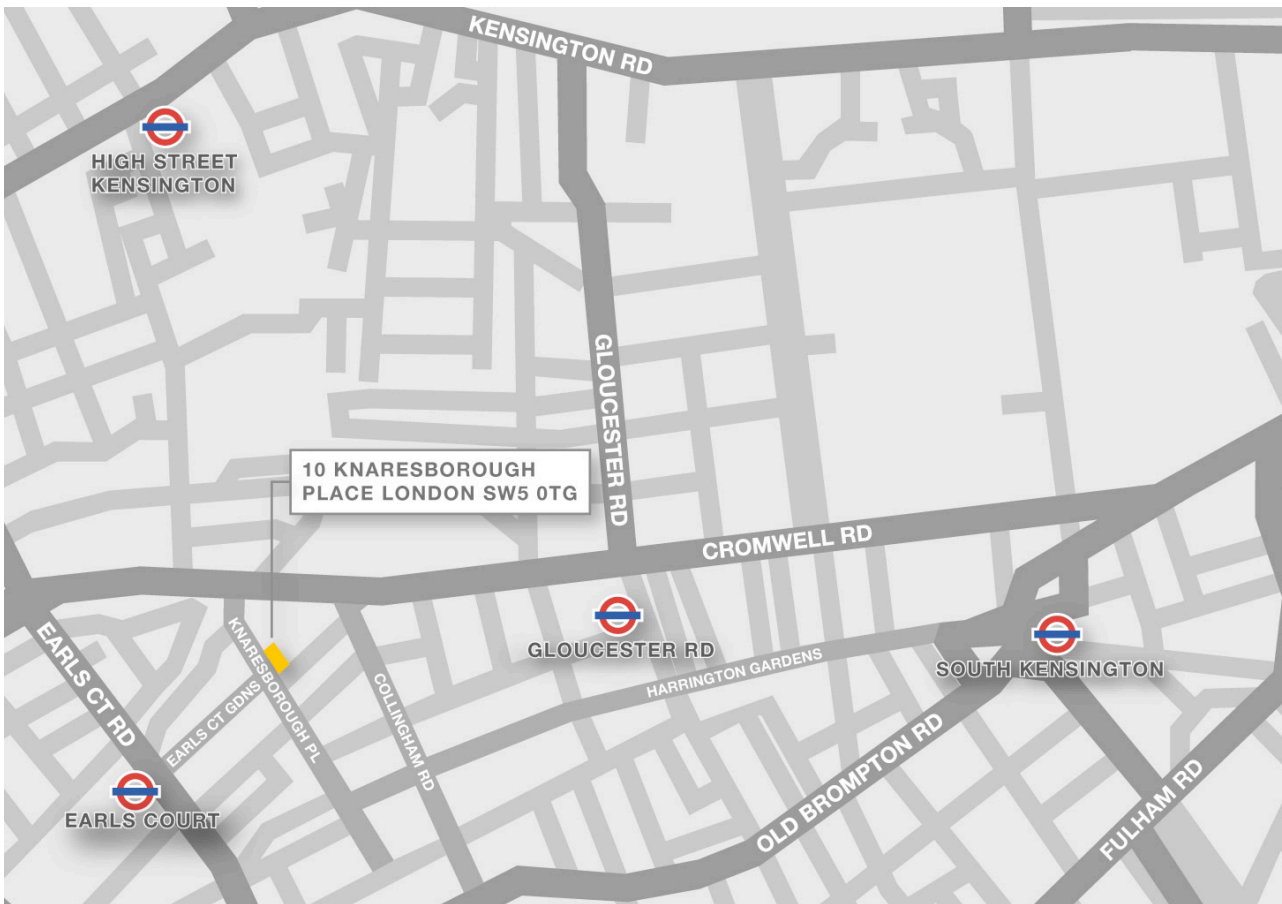 KENSINGTON RD
HIGH STREET
KENSINGTON
GLOUCESTER RD
10 KNARESBOROUGH
PLACE LONDON SW5 0TG
CROMWELL RD
EARLS CT RD
KNARESBOROUGH PL
EARLS CT GDNS
COLLINGHAM RD
GLOUCESTER RD
HARRINGTON GARDENS
SOUTH KENSINGTON
EARLS COURT
OLD BROMPTON RD
FULHAM RD